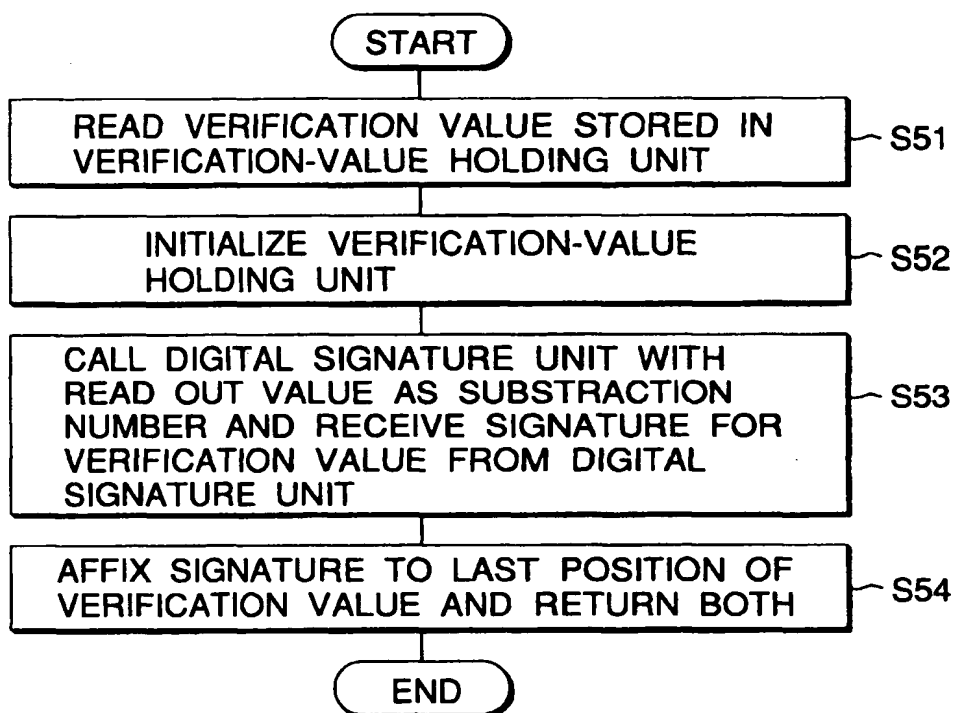 START
READ VERIFICATION VALUE STORED IN
VERIFICATION-VALUE HOLDING UNIT
S51
INITIALIZE VERIFICATION-VALUE
HOLDING UNIT
S52
CALL DIGITAL SIGNATURE UNIT WITH
READ OUT VALUE AS SUBSTRACTION
NUMBER AND RECEIVE SIGNATURE FOR
VERIFICATION VALUE FROM DIGITAL
SIGNATURE UNIT
S53
AFFIX SIGNATURE TO LAST POSITION OF
VERIFICATION VALUE AND RETURN BOTH
S54
END